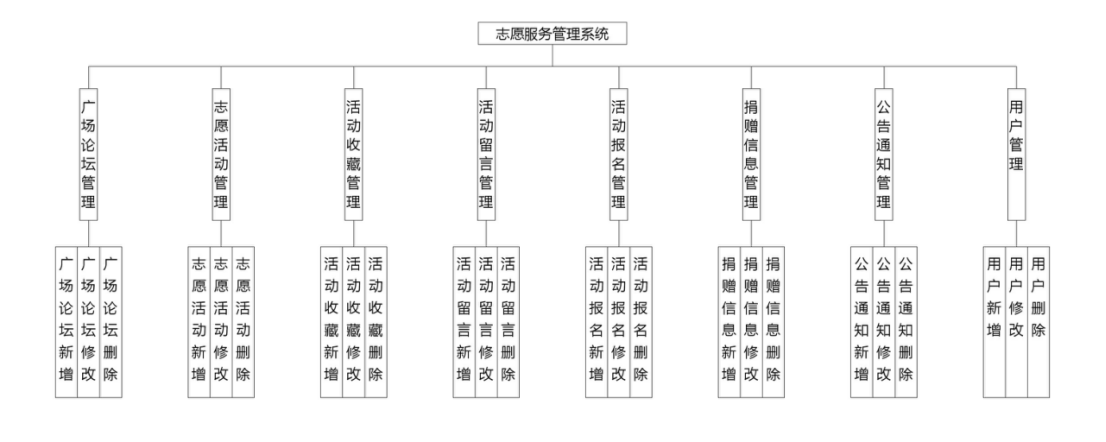 志愿服务管理系统
广场论坛管理
志愿活动管理
活动收藏管理
活动留言管理
活动报名管理
捐赠信息管理
公告通知管理
用户管理
广场论坛新增
广场论坛修改
广场论坛删除
志愿活动新增
志愿活动修改
志愿活动删除
活动收藏新增
活动收藏修改
活动收藏删除
活动留言新增
活动留言修改
活动留言删除
活动报名新增
活动报名修改
活动报名删除
捐赠信息新增
捐赠信息修改
捐赠信息删除
公告通知新增
公告通知修改
公告通知删除
用户新增
用户修改
用户删除